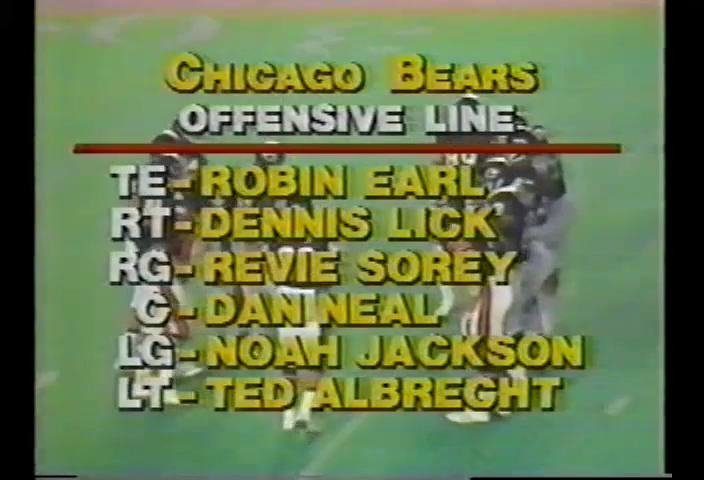 CHICAGO BEARS
OFFENSIVE LINE
TE - ROBIN EARL
RT - DENNIS LICK
RG - REVIE SOREY
C - DAN NEAL
LG - NOAH JACKSON
LT - TED ALBRECHT